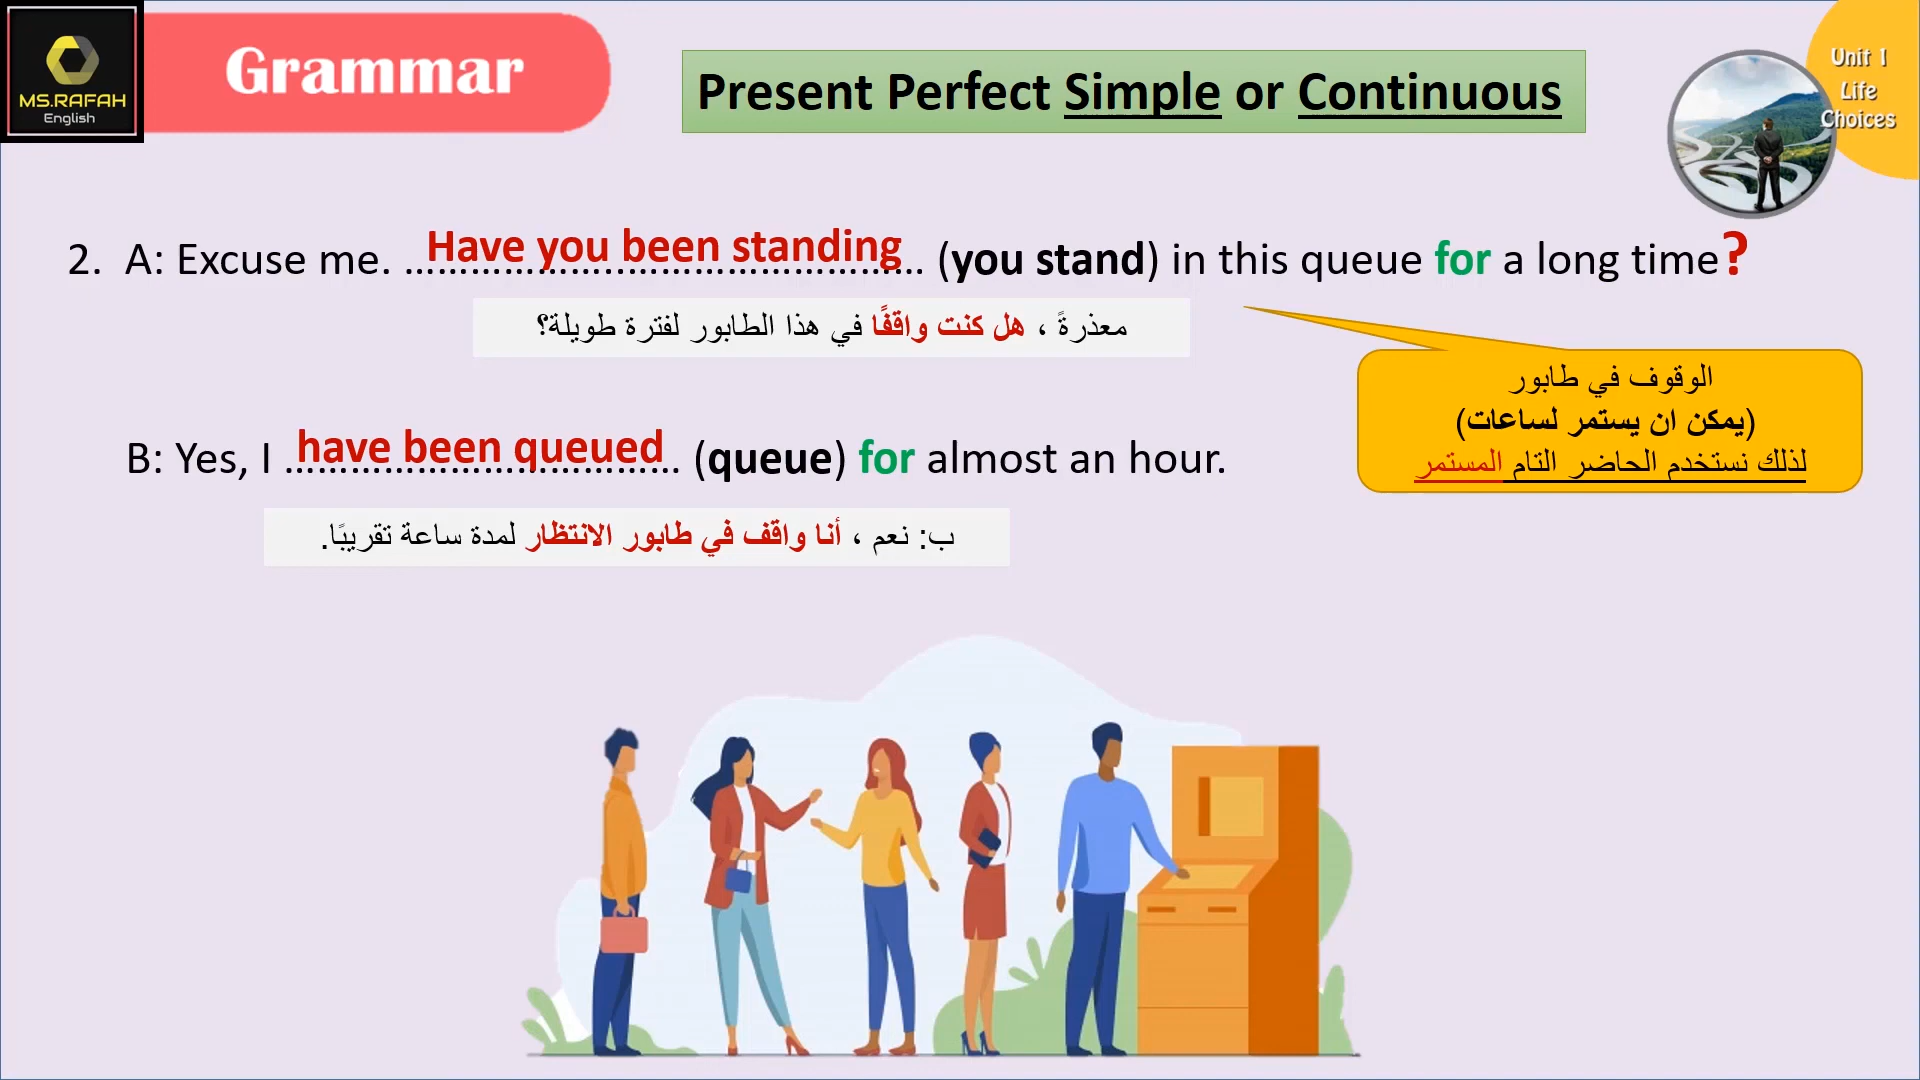 MS.RAFAH
English
Grammar
Present Perfect Simple or Continuous
Unit 1
Life
Choices
2. A: Excuse me. Have you been standing (you stand) in this queue for a long time?
معذرةً ، هل كنت واقفًا في هذا الطابور لفترة طويلة؟
الوقوف في طابور
(يمكن ان يستمر لساعات)
لذلك نستخدم الحاضر التام المستمر
B: Yes, I have been queued (queue) for almost an hour.
ب: نعم ، أنا واقف في طابور الانتظار لمدة ساعة تقريبًا.